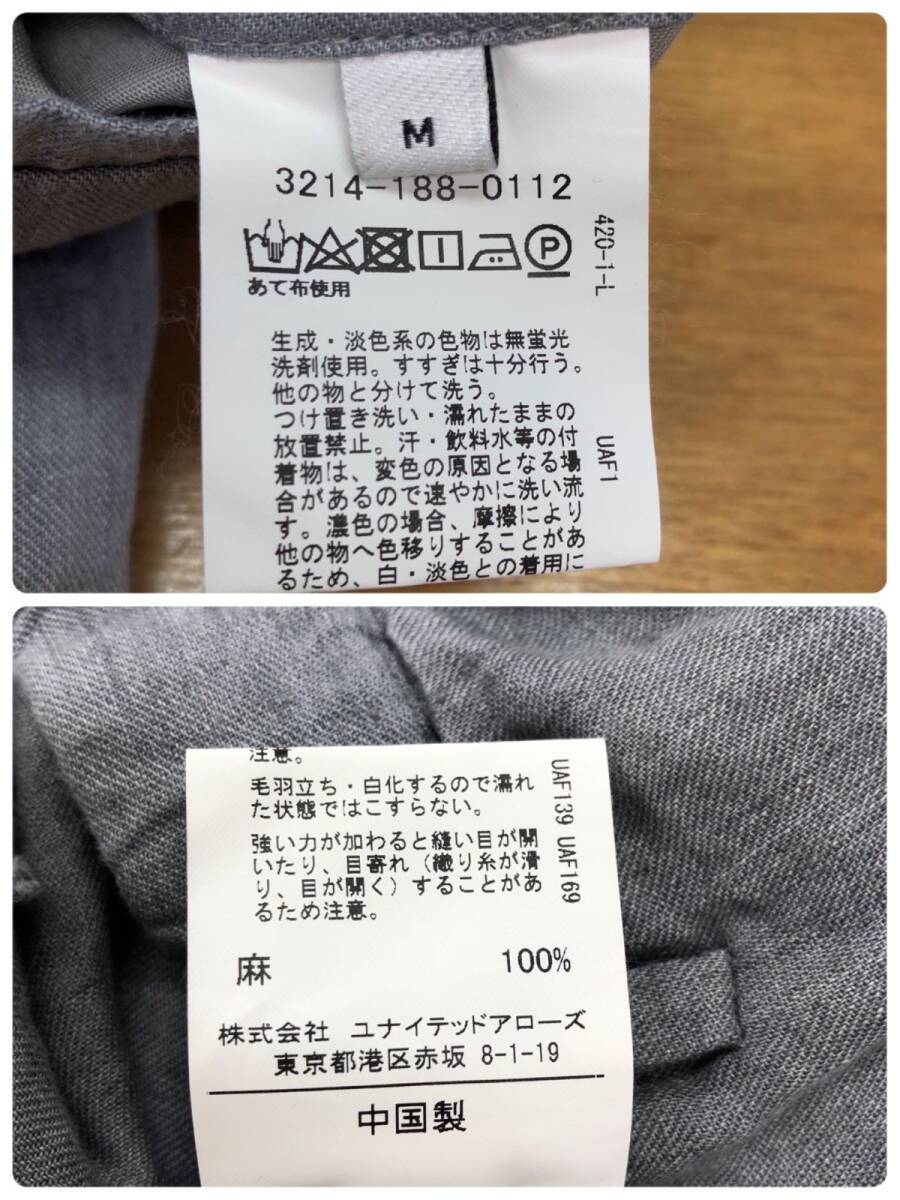 M
3214-188-0112
P
あて布使用
420-1-L
生成・淡色系の色物は無蛍光
洗剤使用。すすぎは十分行う。
他の物と分けて洗う。
つけ置き洗い・濡れたままの
放置禁止。汗・飲料水等の付
着物は、変色の原因となる場
合があるので速やかに洗い流
す。濃色の場合、摩擦により
他の物へ色移りすることがあ
るため、白・淡色との着用に
UAF1
注意。
毛羽立ち・白化するので濡れ
た状態ではこすらない。
強い力が加わると縫い目が開
いたり、目寄れ(織り糸が滑
り、目が開く)することがあ
るため注意。
UAF139 UAF169
麻 100%
株式会社 ユナイテッドアローズ
東京都港区赤坂 8-1-19
中国製